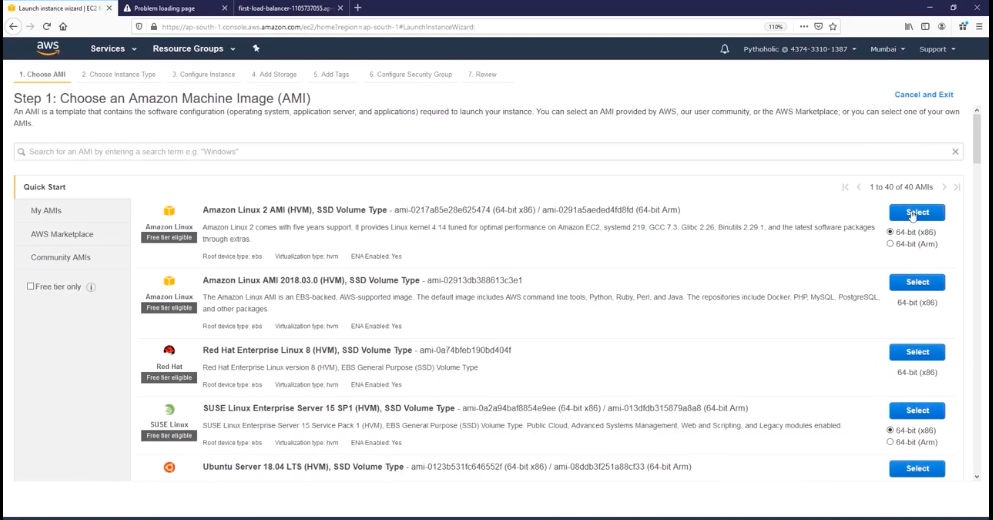 Launch instance wizard | EC2 M
Problem loading page
first-load-balancer-1105737055.ap-
https://ap-south-1.console.aws.amazon.com/ec2/home?region=ap-south-1#LaunchInstanceWizard:
110%
aws
Services
Resource Groups
Pythoholic @ 4374-3310-1387
Mumbai
Support
1. Choose AMI
2. Choose Instance Type
3. Configure Instance
4. Add Storage
5. Add Tags
6. Configure Security Group
7. Review
Step 1: Choose an Amazon Machine Image (AMI)
Cancel and Exit
An AMI is a template that contains the software configuration (operating system, application server, and applications) required to launch your instance. You can select an AMI provided by AWS, our user community, or the AWS Marketplace; or you can select one of your own
AMIs.
Search for an AMI by entering a search term e.g. "Windows"
Quick Start
1 to 40 of 40 AMIs
My AMIs
AWS Marketplace
Community AMIs
Free tier only
Amazon Linux
Free tier eligible
Amazon Linux 2 AMI (HVM), SSD Volume Type - ami-0217a85e28e625474 (64-bit x86) / ami-0291a5aeded4fd8fd (64-bit Arm)
Amazon Linux 2 comes with five years support. It provides Linux kernel 4.14 tuned for optimal performance on Amazon EC2, systemd 219, GCC 7.3, Glibc 2.26, Binutils 2.29.1, and the latest software packages
through extras.
Root device type: ebs Virtualization type: hvm ENA Enabled: Yes
Select
64-bit (x86)
64-bit (Arm)
Amazon Linux
Free tier eligible
Amazon Linux AMI 2018.03.0 (HVM), SSD Volume Type - ami-02913db388613c3e1
The Amazon Linux AMI is an EBS-backed, AWS-supported image. The default image includes AWS command line tools, Python, Ruby, Perl, and Java. The repositories include Docker, PHP, MySQL, PostgreSQL,
and other packages.
Root device type: ebs Virtualization type: hvm ENA Enabled: Yes
Select
64-bit (x86)
Red Hat
Free tier eligible
Red Hat Enterprise Linux 8 (HVM), SSD Volume Type - ami-0a74bfeb190bd404f
Red Hat Enterprise Linux version 8 (HVM), EBS General Purpose (SSD) Volume Type
Root device type: ebs Virtualization type: hvm ENA Enabled: Yes
Select
64-bit (x86)
SUSE Linux
Free tier eligible
SUSE Linux Enterprise Server 15 SP1 (HVM), SSD Volume Type - ami-0a2a94baf8854e9ee (64-bit x86) / ami-013dfdb315879a8a8 (64-bit Arm)
SUSE Linux Enterprise Server 15 Service Pack 1 (HVM), EBS General Purpose (SSD) Volume Type. Public Cloud, Advanced Systems Management, Web and Scripting, and Legacy modules enabled.
Root device type: ebs Virtualization type: hvm ENA Enabled: Yes
Select
64-bit (x86)
64-bit (Arm)
Ubuntu Server 18.04 LTS (HVM), SSD Volume Type - ami-0123b531fc646552f (64-bit x86) / ami-08ddb3f251a88cf33 (64-bit Arm)
Select